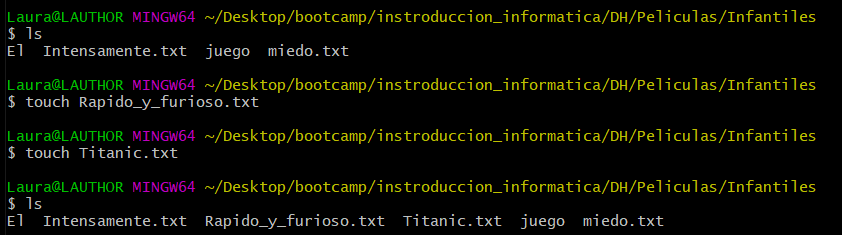 Laura@LAUTHOR MINGW64 ~/Desktop/bootcamp/instroduccion_informatica/DH/Peliculas/Infantiles
$ ls
El  Intensamente.txt  juego  miedo.txt
Laura@LAUTHOR MINGW64 ~/Desktop/bootcamp/instroduccion_informatica/DH/Peliculas/Infantiles
$ touch Rapido_y_furioso.txt
Laura@LAUTHOR MINGW64 ~/Desktop/bootcamp/instroduccion_informatica/DH/Peliculas/Infantiles
$ touch Titanic.txt
Laura@LAUTHOR MINGW64 ~/Desktop/bootcamp/instroduccion_informatica/DH/Peliculas/Infantiles
$ ls
El  Intensamente.txt  Rapido_y_furioso.txt  Titanic.txt  juego  miedo.txt